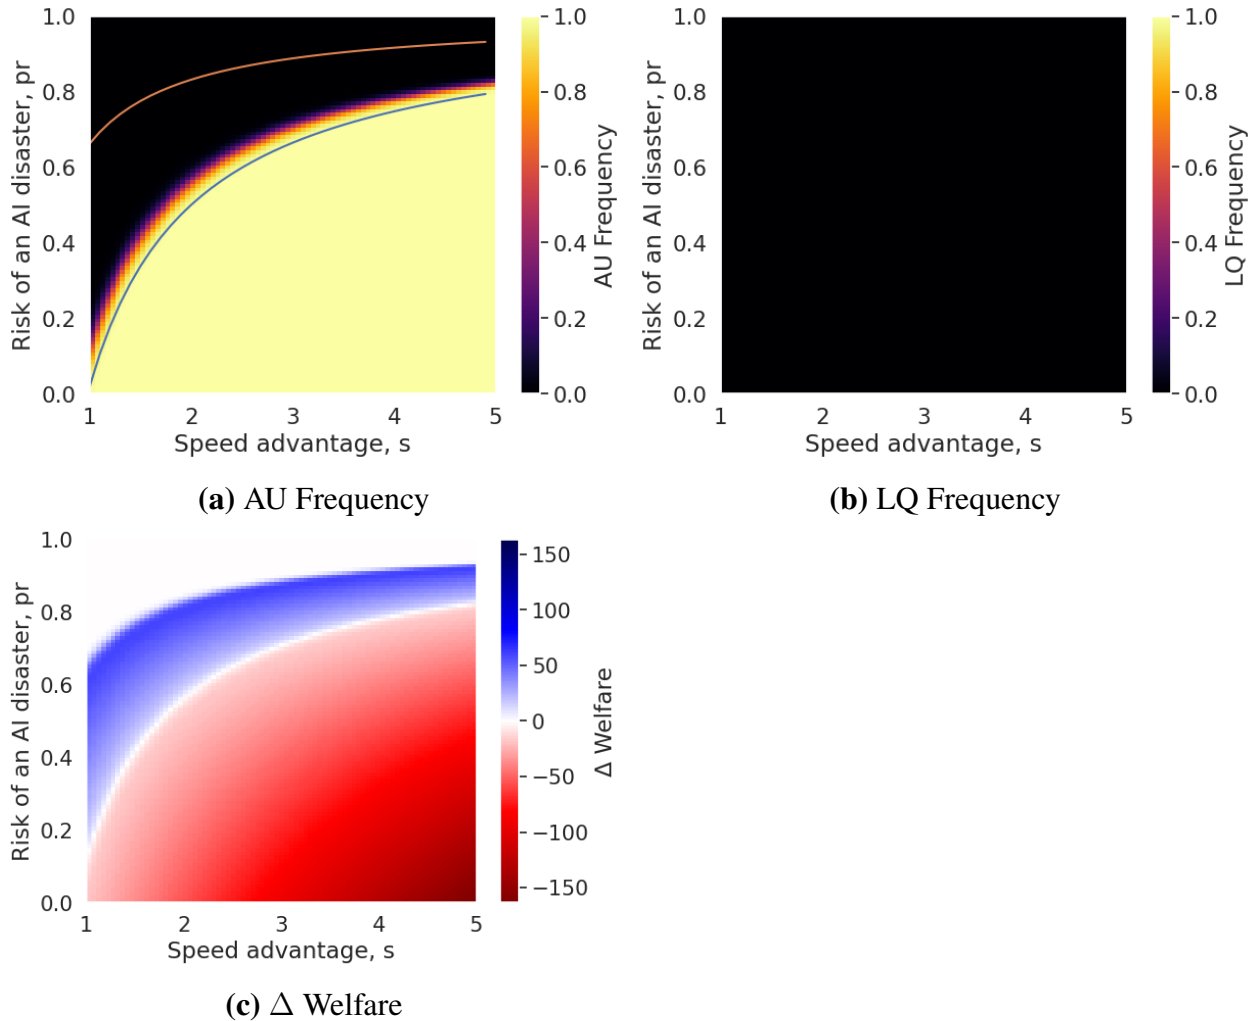 1.0
0.8
0.6
0.4
0.2
0.0
Risk of an AI disaster, pr
1 2 3 4 5
Speed advantage, s
1.0
0.8
0.6
0.4
0.2
0.0
AU Frequency
(a) AU Frequency
1.0
0.8
0.6
0.4
0.2
0.0
Risk of an AI disaster, pr
1 2 3 4 5
Speed advantage, s
1.0
0.8
0.6
0.4
0.2
0.0
LQ Frequency
(b) LQ Frequency
1.0
0.8
0.6
0.4
0.2
0.0
Risk of an AI disaster, pr
1 2 3 4 5
Speed advantage, s
150
100
50
0
−50
−100
−150
Δ Welfare
(c) Δ Welfare